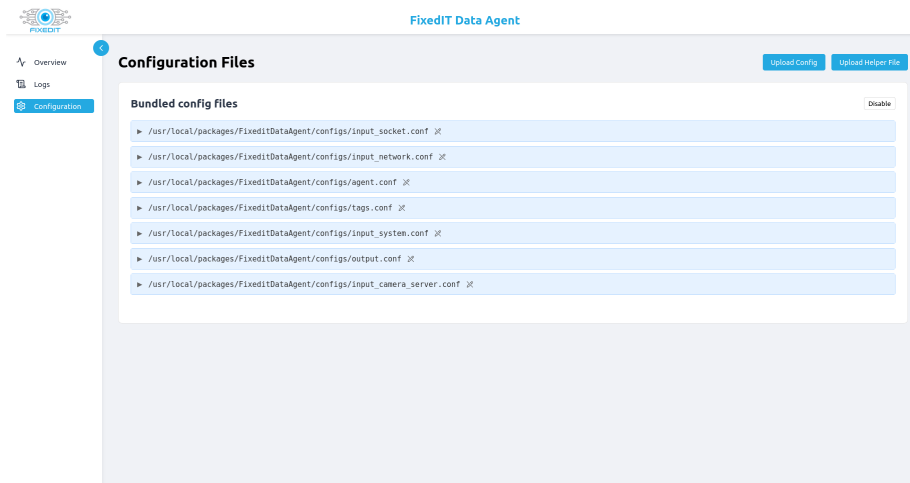 FIXEDIT
FixedIT Data Agent
Overview
Logs
Configuration
Configuration Files
Upload Config
Upload Helper File
Bundled config files
Disable
▶ /usr/local/packages/FixeditDataAgent/configs/input_socket.conf
▶ /usr/local/packages/FixeditDataAgent/configs/input_network.conf
▶ /usr/local/packages/FixeditDataAgent/configs/agent.conf
▶ /usr/local/packages/FixeditDataAgent/configs/tags.conf
▶ /usr/local/packages/FixeditDataAgent/configs/input_system.conf
▶ /usr/local/packages/FixeditDataAgent/configs/output.conf
▶ /usr/local/packages/FixeditDataAgent/configs/input_camera_server.conf